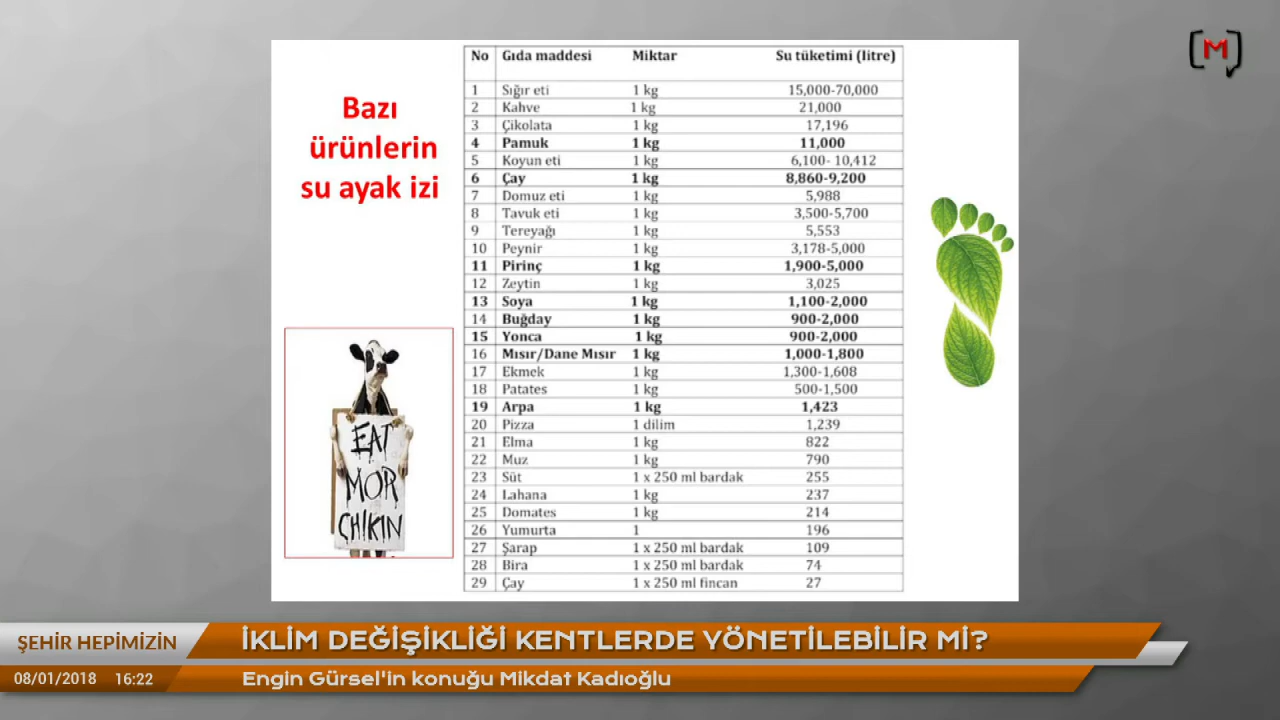 M
Bazı
ürünlerin
su ayak izi
No Gıda maddesi Miktar Su tüketimi (litre)
1 Sığır eti 1 kg 15,000-70,000
2 Kahve 1 kg 21,000
3 Çikolata 1 kg 17,196
4 Pamuk 1 kg 11,000
5 Koyun eti 1 kg 6,100- 10,412
6 Çay 1 kg 8,860-9,200
7 Domuz eti 1 kg 5,988
8 Tavuk eti 1 kg 3,500-5,700
9 Tereyağı 1 kg 5,553
10 Peynir 1 kg 3,178-5,000
11 Pirinç 1 kg 1,900-5,000
12 Zeytin 1 kg 3,025
13 Soya 1 kg 1,100-2,000
14 Buğday 1 kg 900-2,000
15 Yonca 1 kg 900-2,000
16 Mısır/Dane Mısır 1 kg 1,000-1,800
17 Ekmek 1 kg 1,300-1,608
18 Patates 1 kg 500-1,500
19 Arpa 1 kg 1,423
20 Pizza 1 dilim 1,239
21 Elma 1 kg 822
22 Muz 1 kg 790
23 Süt 1 x 250 ml bardak 255
24 Lahana 1 kg 237
25 Domates 1 kg 214
26 Yumurta 1 196
27 Şarap 1 x 250 ml bardak 109
28 Bira 1 x 250 ml bardak 74
29 Çay 1 x 250 ml fincan 27
EAT
MOR
CHIKIN
ŞEHİR HEPİMİZİN
İKLİM DEĞİŞİKLİĞİ KENTLERDE YÖNETİLEBİLİR Mİ?
08/01/2018 16:22
Engin Gürsel'in konuğu Mikdat Kadıoğlu